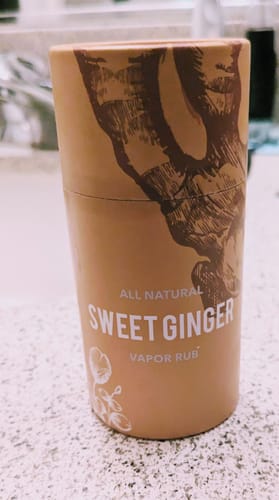 ALL NATURAL
SWEET GINGER
VAPOR RUB